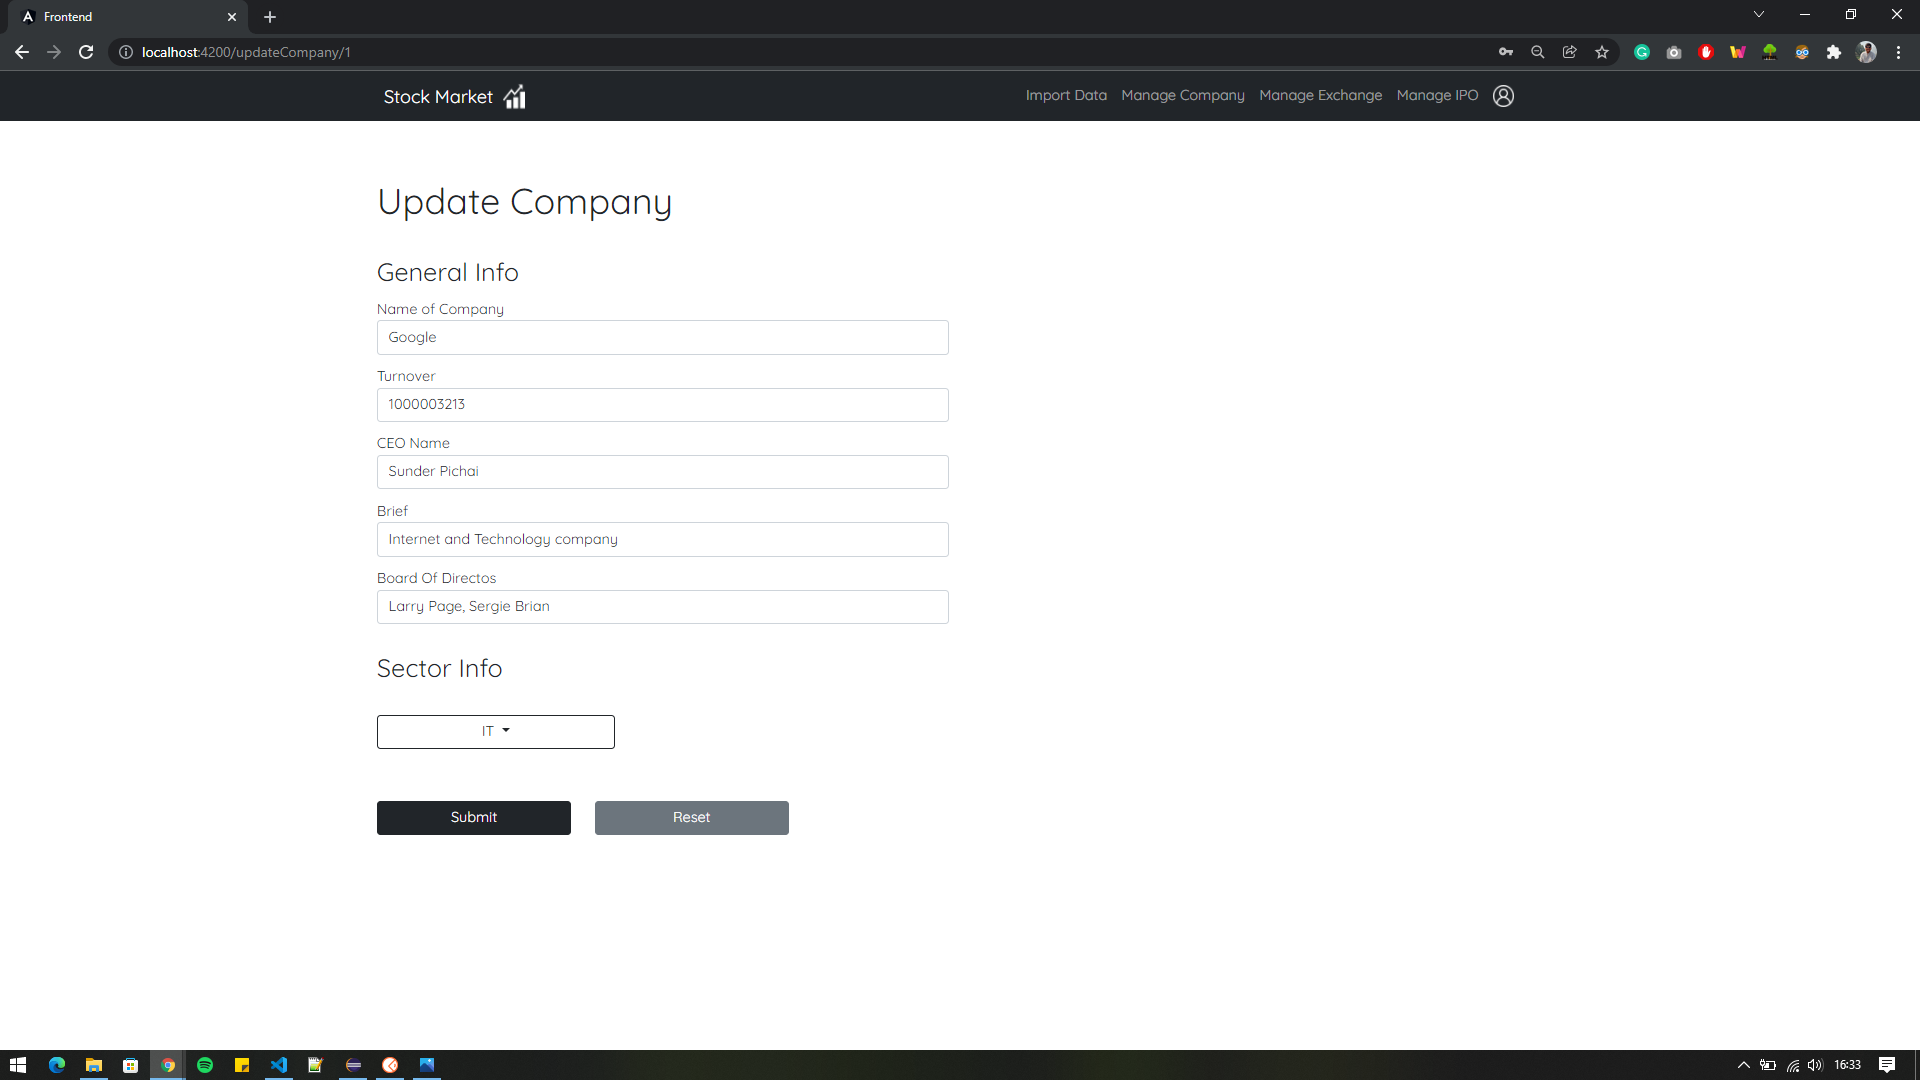 Frontend
localhost:4200/updateCompany/1
Stock Market
Import Data Manage Company Manage Exchange Manage IPO
Update Company
General Info
Name of Company
Google
Turnover
1000003213
CEO Name
Sunder Pichai
Brief
Internet and Technology company
Board Of Directos
Larry Page, Sergie Brian
Sector Info
IT
Submit Reset
16:33